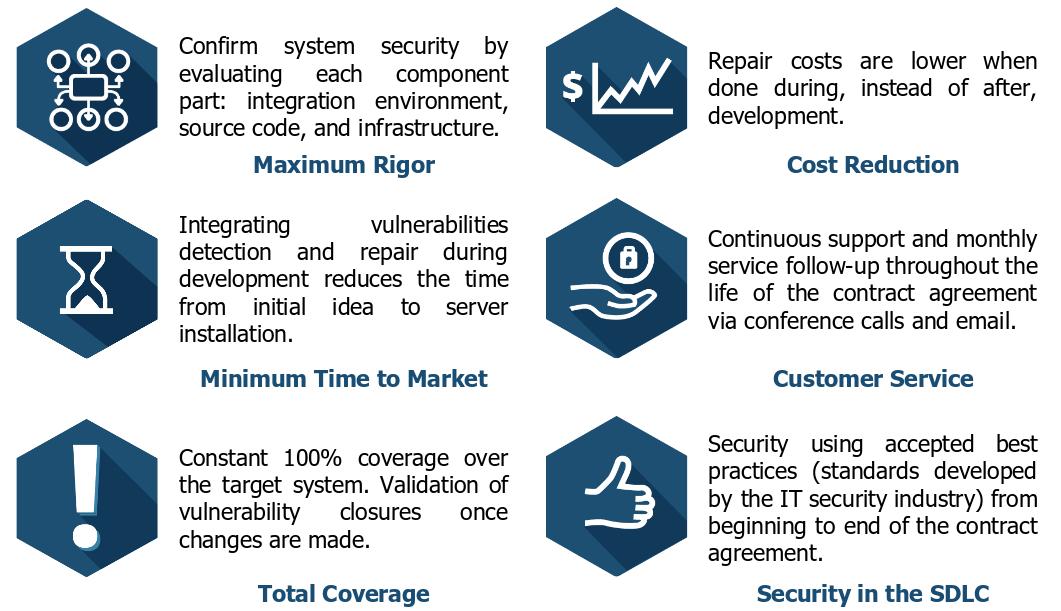 Confirm system security by
evaluating each component
part: integration environment,
source code, and infrastructure.
Maximum Rigor
$
Repair costs are lower when
done during, instead of after,
development.
Cost Reduction
Integrating vulnerabilities
detection and repair during
development reduces the time
from initial idea to server
installation.
Minimum Time to Market
Continuous support and monthly
service follow-up throughout the
life of the contract agreement
via conference calls and email.
Customer Service
!
Constant 100% coverage over
the target system. Validation of
vulnerability closures once
changes are made.
Total Coverage
Security using accepted best
practices (standards developed
by the IT security industry) from
beginning to end of the contract
agreement.
Security in the SDLC